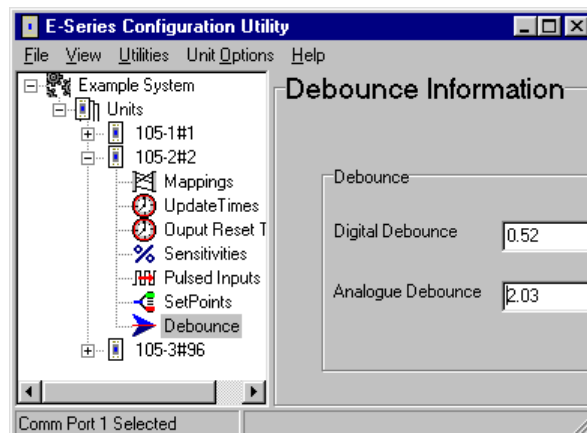 E-Series Configuration Utility
File View Utilities Unit Options Help
Example System
Units
105-1#1
105-2#2
Mappings
UpdateTimes
Ouput Reset T
Sensitivities
Pulsed Inputs
SetPoints
Debounce
105-3#96
Debounce Information
Debounce
Digital Debounce 0.52
Analogue Debounce 2.03
Comm Port 1 Selected